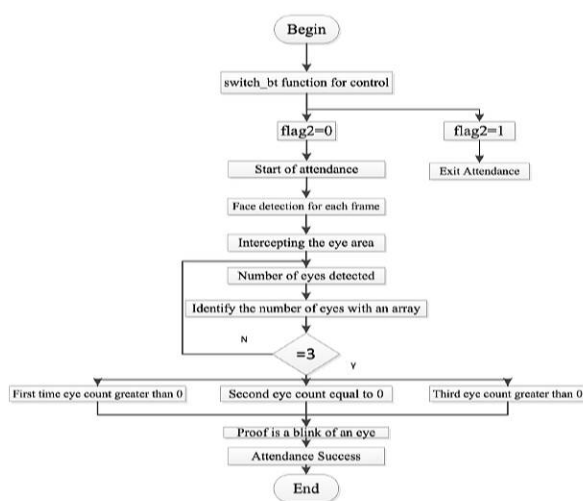 Begin
switch_bt function for control
flag2=0
flag2=1
Start of attendance
Exit Attendance
Face detection for each frame
Intercepting the eye area
Number of eyes detected
Identify the number of eyes with an array
N
=3
Y
First time eye count greater than 0
Second eye count equal to 0
Third eye count greater than 0
Proof is a blink of an eye
Attendance Success
End